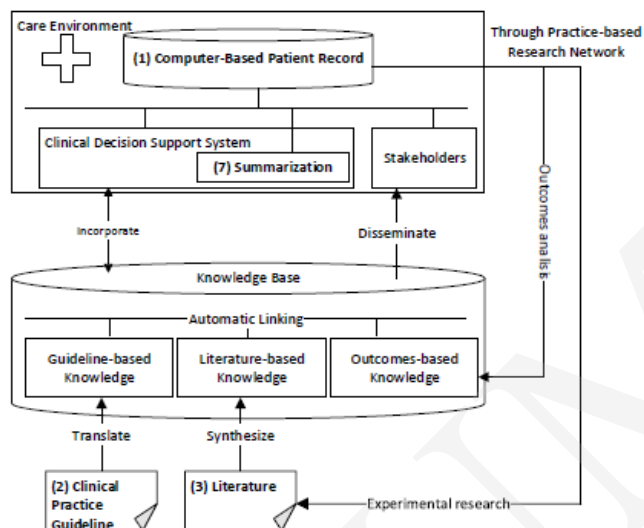 Care Environment
Through Practice-based
Research Network
(1) Computer-Based Patient Record
Clinical Decision Support System
(7) Summarization
Stakeholders
Outcomes analisis
Incorporate
Disseminate
Knowledge Base
Automatic Linking
Guideline-based
Knowledge
Literature-based
Knowledge
Outcomes-based
Knowledge
Translate
Synthesize
(2) Clinical
Practice
Guideline
(3) Literature
Experimental research